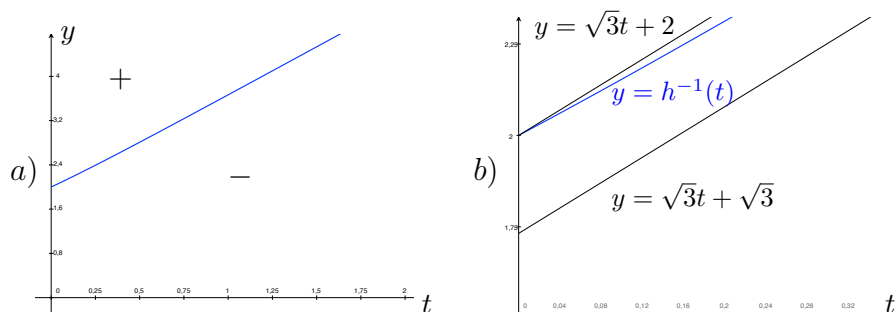 a)
y
4
3,2
2,4
1,6
0,8
+
−
0 0,25 0,5 0,75 1 1,25 1,5 1,75 2
t
b)
2,29
2
1,79
y = √3t + 2
y = h⁻¹(t)
y = √3t + √3
0 0,04 0,08 0,12 0,16 0,2 0,24 0,28 0,32
t